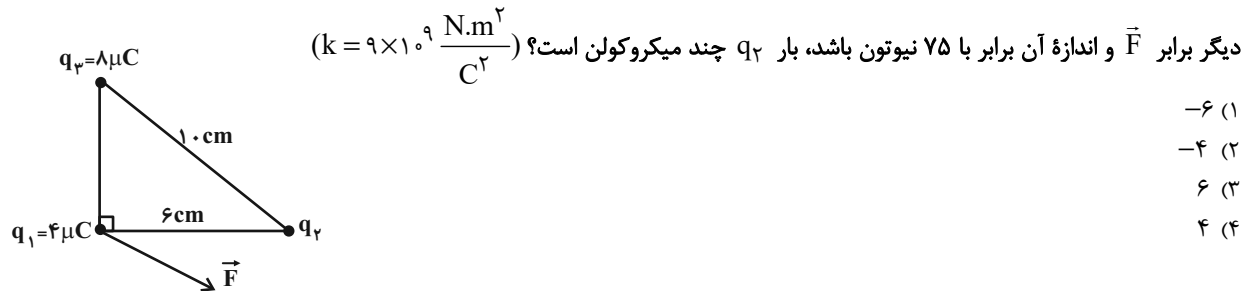 دیگر برابر F⃗ و اندازهٔ آن برابر با ۷۵ نیوتون باشد، بار q₂ چند میکروکولن است؟ (k = ۹×۱۰⁹ N.m²/C²)
۱) −۶
۲) −۴
۳) ۶
۴) ۴
q₃=۸μC
۱۰cm
۶cm
q₁=۴μC
q₂
F⃗